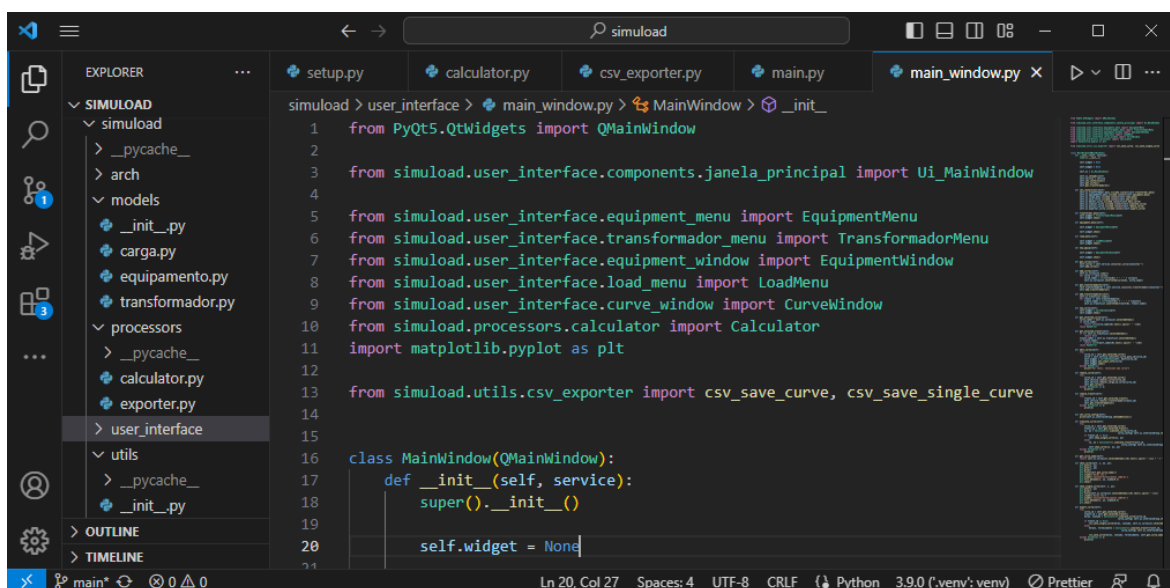 simuload
EXPLORER
setup.py calculator.py csv_exporter.py main.py main_window.py
simuload > user_interface > main_window.py > MainWindow > __init__
SIMULOAD
simuload
__pycache__
arch
models
__init__.py
carga.py
equipamento.py
transformador.py
processors
__pycache__
calculator.py
exporter.py
user_interface
utils
__pycache__
__init__.py
OUTLINE
TIMELINE
1
3
1 from PyQt5.QtWidgets import QMainWindow
2
3 from simuload.user_interface.components.janela_principal import Ui_MainWindow
4
5 from simuload.user_interface.equipment_menu import EquipmentMenu
6 from simuload.user_interface.transformador_menu import TransformadorMenu
7 from simuload.user_interface.equipment_window import EquipmentWindow
8 from simuload.user_interface.load_menu import LoadMenu
9 from simuload.user_interface.curve_window import CurveWindow
10 from simuload.processors.calculator import Calculator
11 import matplotlib.pyplot as plt
12
13 from simuload.utils.csv_exporter import csv_save_curve, csv_save_single_curve
14
15
16 class MainWindow(QMainWindow):
17 def __init__(self, service):
18 super().__init__()
19
20 self.widget = None
21
main* 0 0 Ln 20, Col 27 Spaces: 4 UTF-8 CRLF Python 3.9.0 ('.venv': venv) Prettier